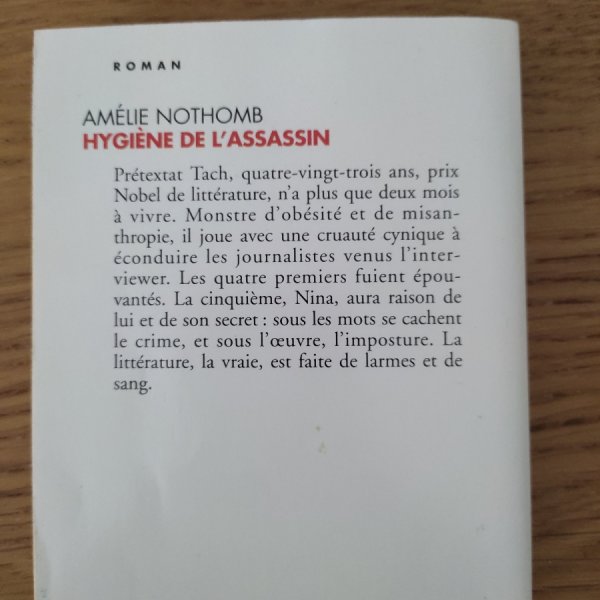 ROMAN
AMÉLIE NOTHOMB
HYGIÈNE DE L'ASSASSIN
Prétextat Tach, quatre-vingt-trois ans, prix
Nobel de littérature, n'a plus que deux mois
à vivre. Monstre d'obésité et de misan-
thropie, il joue avec une cruauté cynique à
éconduire les journalistes venus l'inter-
viewer. Les quatre premiers fuient épou-
vantés. La cinquième, Nina, aura raison de
lui et de son secret : sous les mots se cachent
le crime, et sous l'œuvre, l'imposture. La
littérature, la vraie, est faite de larmes et de
sang.